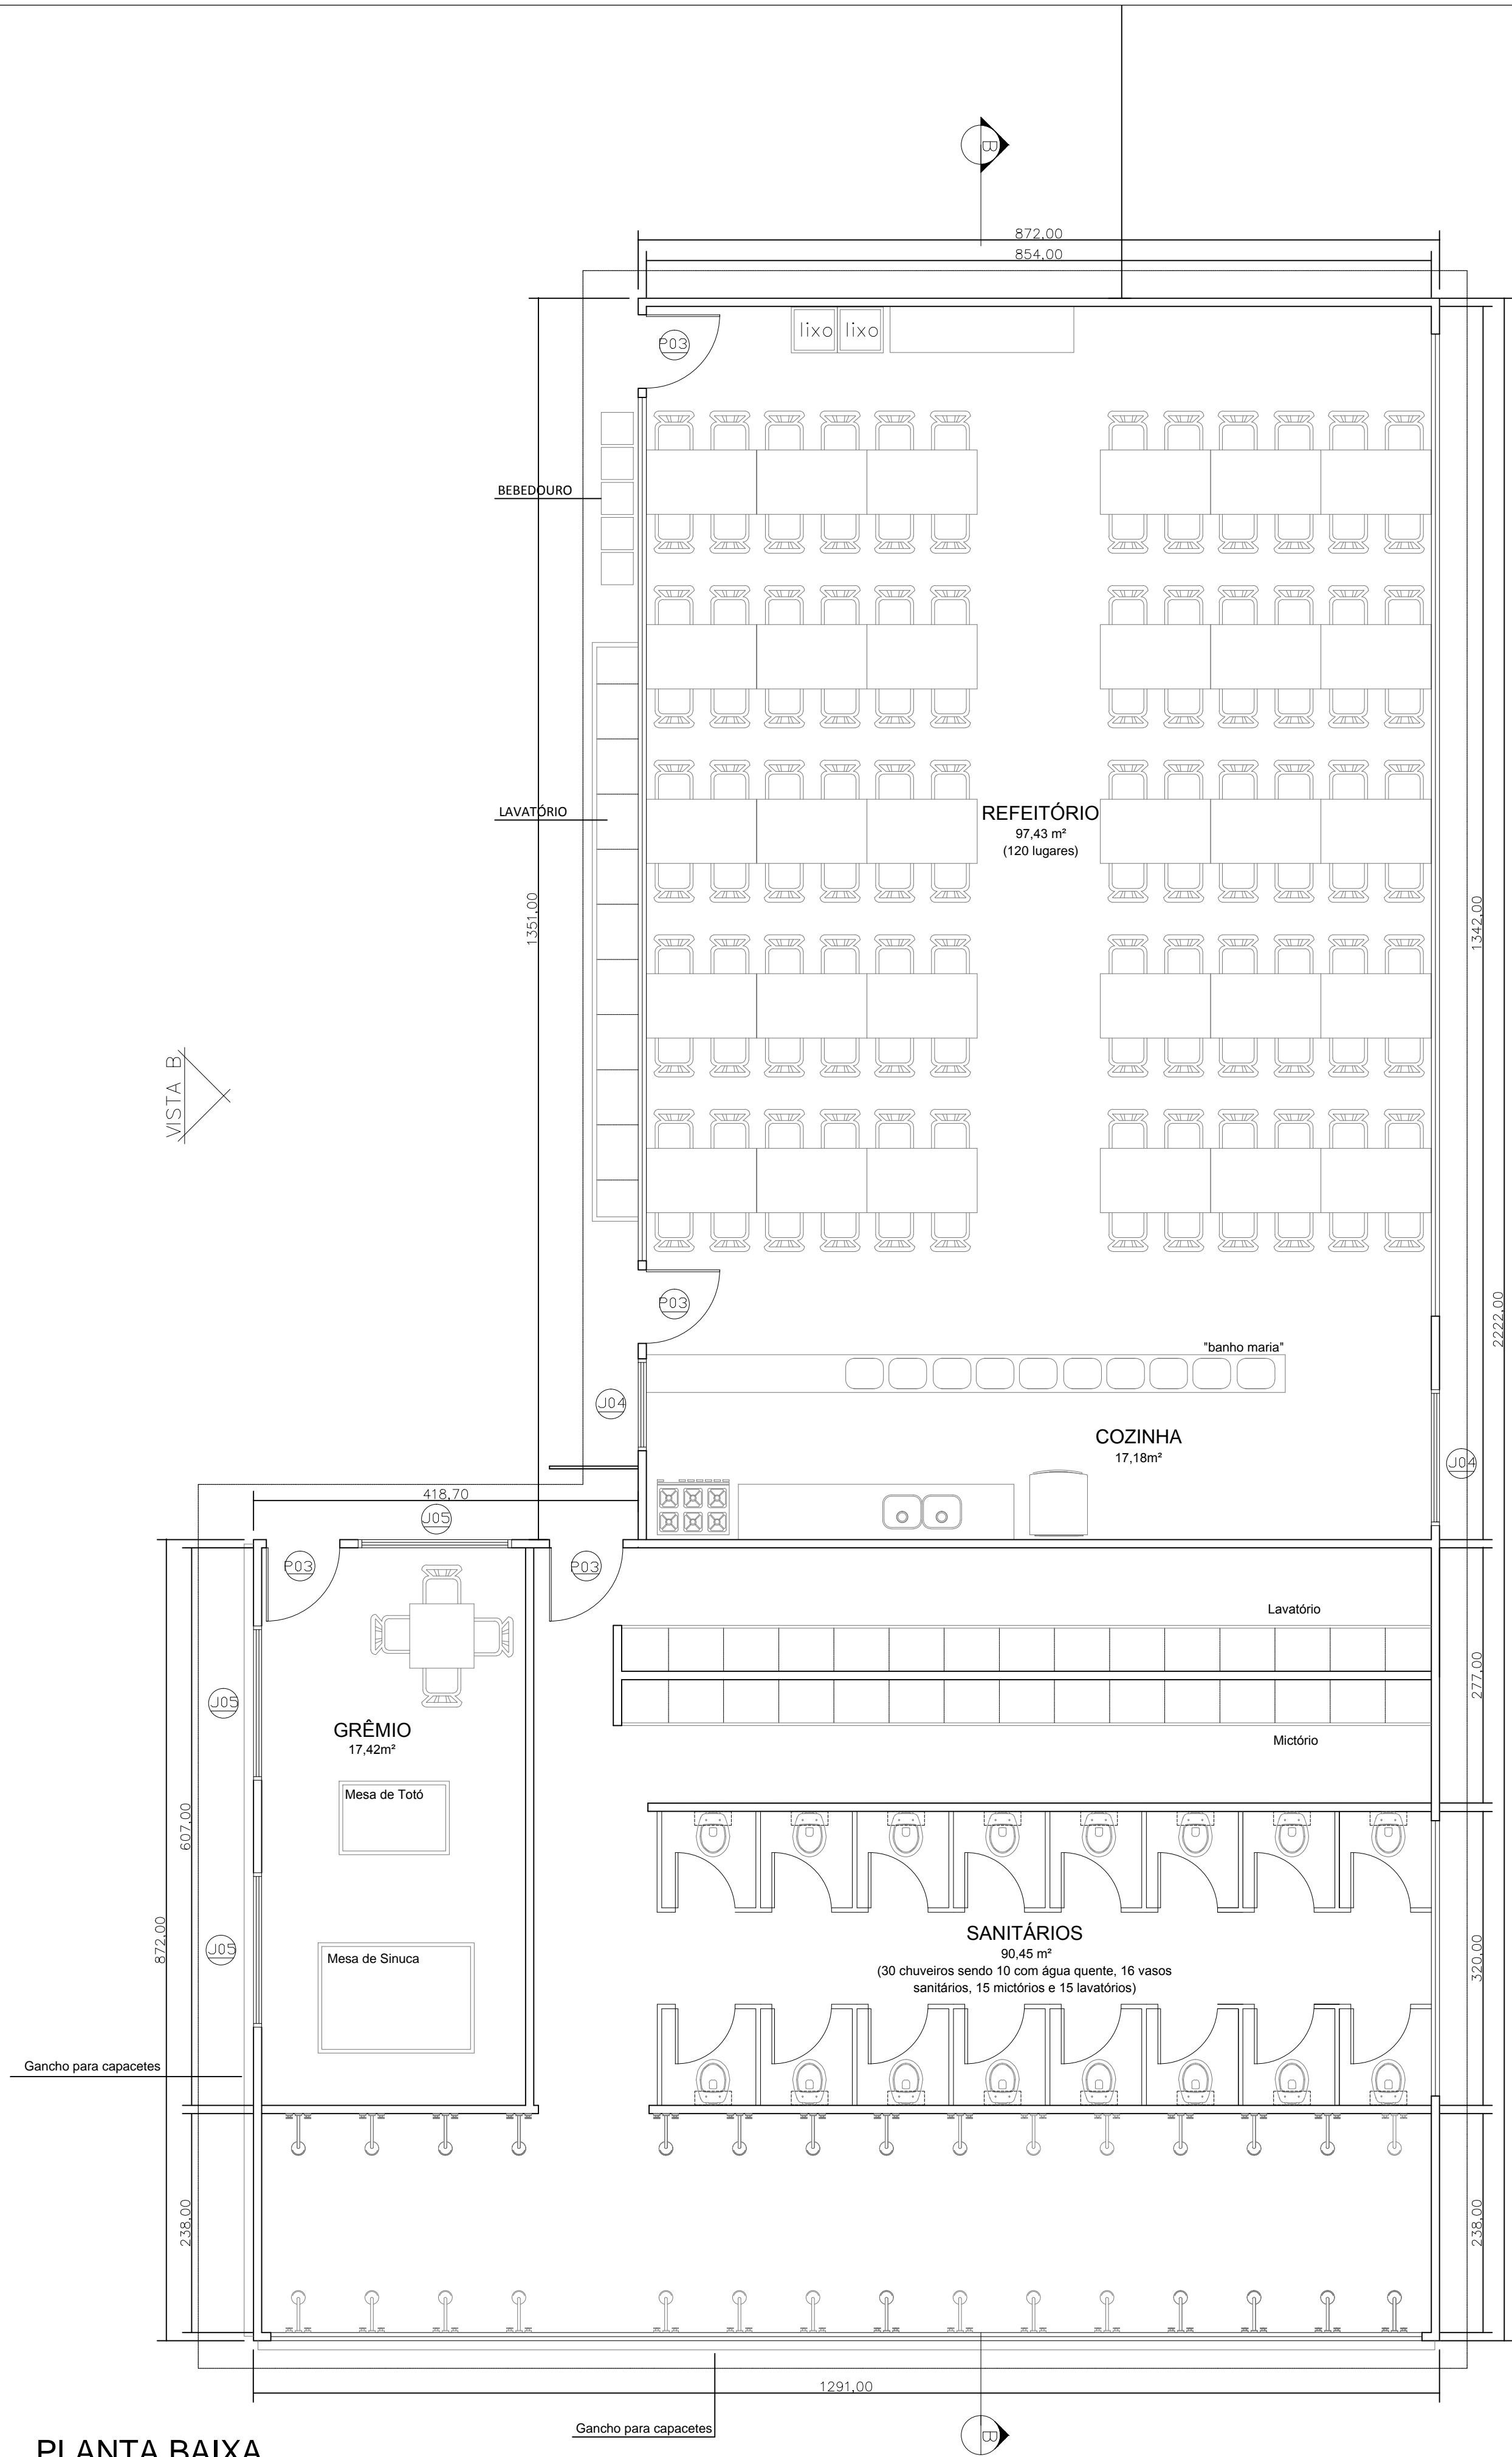 B
872,00
854,00
lixo lixo
P03
BEBEDOURO
LAVATÓRIO
REFEITÓRIO
97,43 m²
(120 lugares)
1351,00
1342,00
VISTA B
2222,00
P03
"banho maria"
J04
COZINHA
17,18m²
J04
418,70
J05
P03
P03
Lavatório
277,00
J05
GRÊMIO
17,42m²
Mictório
Mesa de Totó
607,00
872,00
SANITÁRIOS
90,45 m²
(30 chuveiros sendo 10 com água quente, 16 vasos
sanitários, 15 mictórios e 15 lavatórios)
320,00
J05
Mesa de Sinuca
Gancho para capacetes
238,00
238,00
1291,00
Gancho para capacetes
B
PLANTA BAIXA